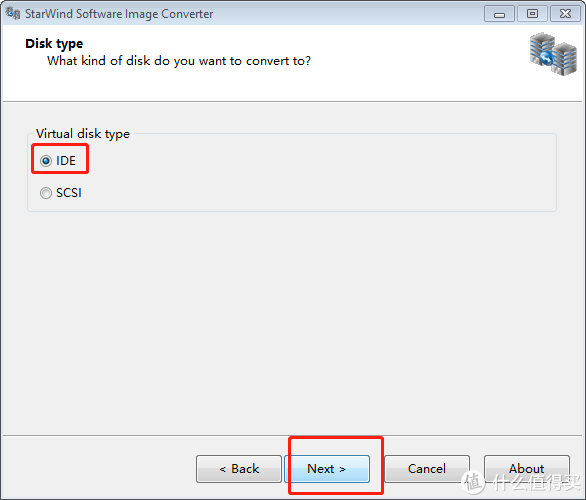 StarWind Software Image Converter
Disk type
What kind of disk do you want to convert to?
Virtual disk type
IDE
SCSI
< Back
Next >
Cancel
About
值 什么值得买